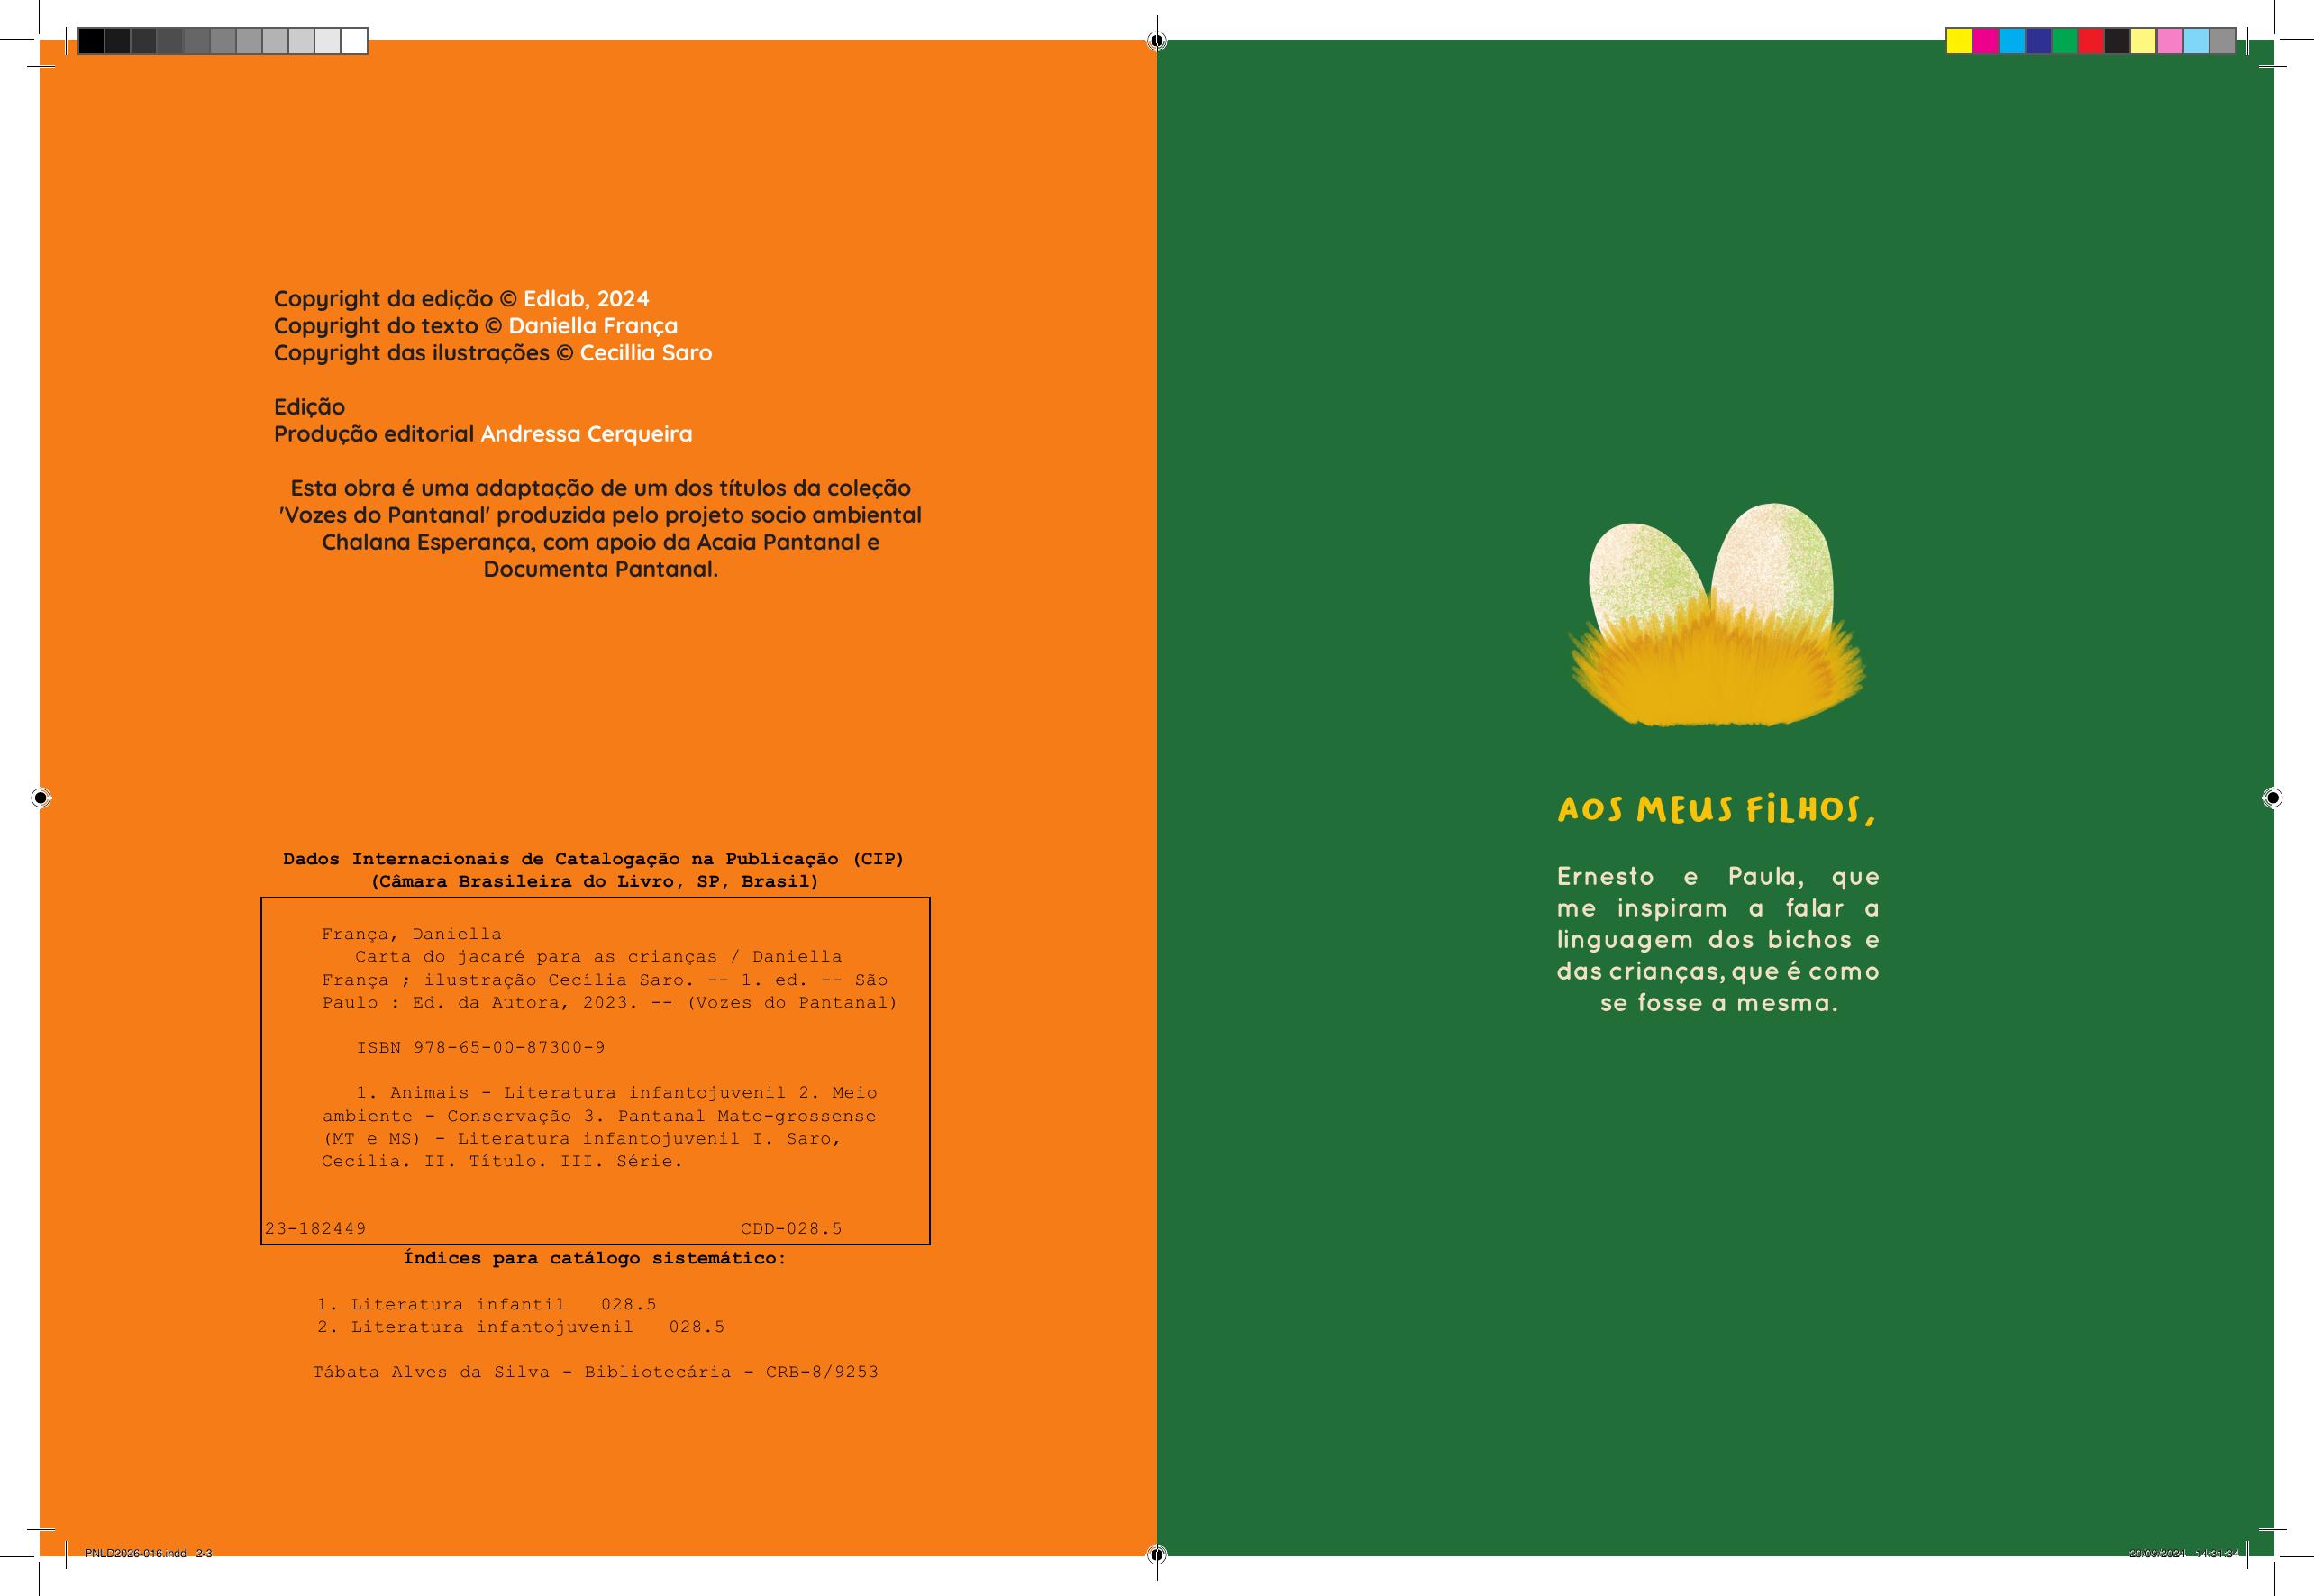 Copyright da edição © Edlab, 2024
Copyright do texto © Daniella França
Copyright das ilustrações © Cecillia Saro
Edição
Produção editorial Andressa Cerqueira
Esta obra é uma adaptação de um dos títulos da coleção
'Vozes do Pantanal' produzida pelo projeto socio ambiental
Chalana Esperança, com apoio da Acaia Pantanal e
Documenta Pantanal.
Dados Internacionais de Catalogação na Publicação (CIP)
(Câmara Brasileira do Livro, SP, Brasil)
França, Daniella
Carta do jacaré para as crianças / Daniella
França ; ilustração Cecília Saro. -- 1. ed. -- São
Paulo : Ed. da Autora, 2023. -- (Vozes do Pantanal)
ISBN 978-65-00-87300-9
1. Animais - Literatura infantojuvenil 2. Meio
ambiente - Conservação 3. Pantanal Mato-grossense
(MT e MS) - Literatura infantojuvenil I. Saro,
Cecília. II. Título. III. Série.
23-182449 CDD-028.5
Índices para catálogo sistemático:
1. Literatura infantil 028.5
2. Literatura infantojuvenil 028.5
Tábata Alves da Silva - Bibliotecária - CRB-8/9253
AOS MEUS FILHOS,
Ernesto e Paula, que
me inspiram a falar a
linguagem dos bichos e
das crianças, que é como
se fosse a mesma.
PNLD2026-016.indd 2-3